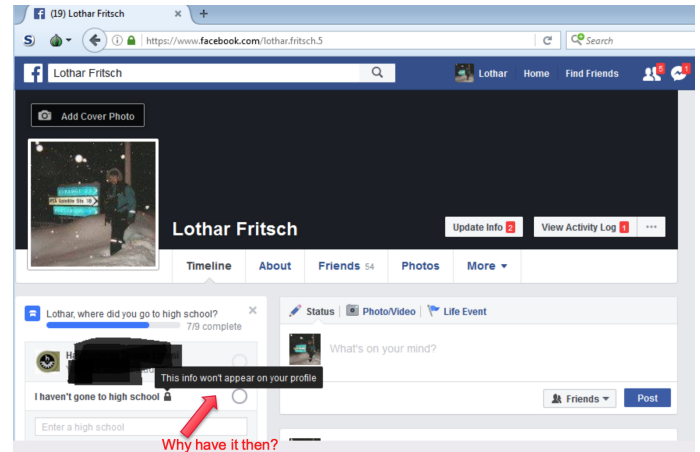 (19) Lothar Fritsch
https://www.facebook.com/lothar.fritsch.5
Search
Lothar Fritsch
Lothar
Home
Find Friends
5
1
Add Cover Photo
Lothar Fritsch
Update Info 2
View Activity Log 1
Timeline
About
Friends 54
Photos
More
Lothar, where did you go to high school?
7/9 complete
This info won't appear on your profile
I haven't gone to high school
Enter a high school
Why have it then?
Status
Photo/Video
Life Event
What's on your mind?
Friends
Post